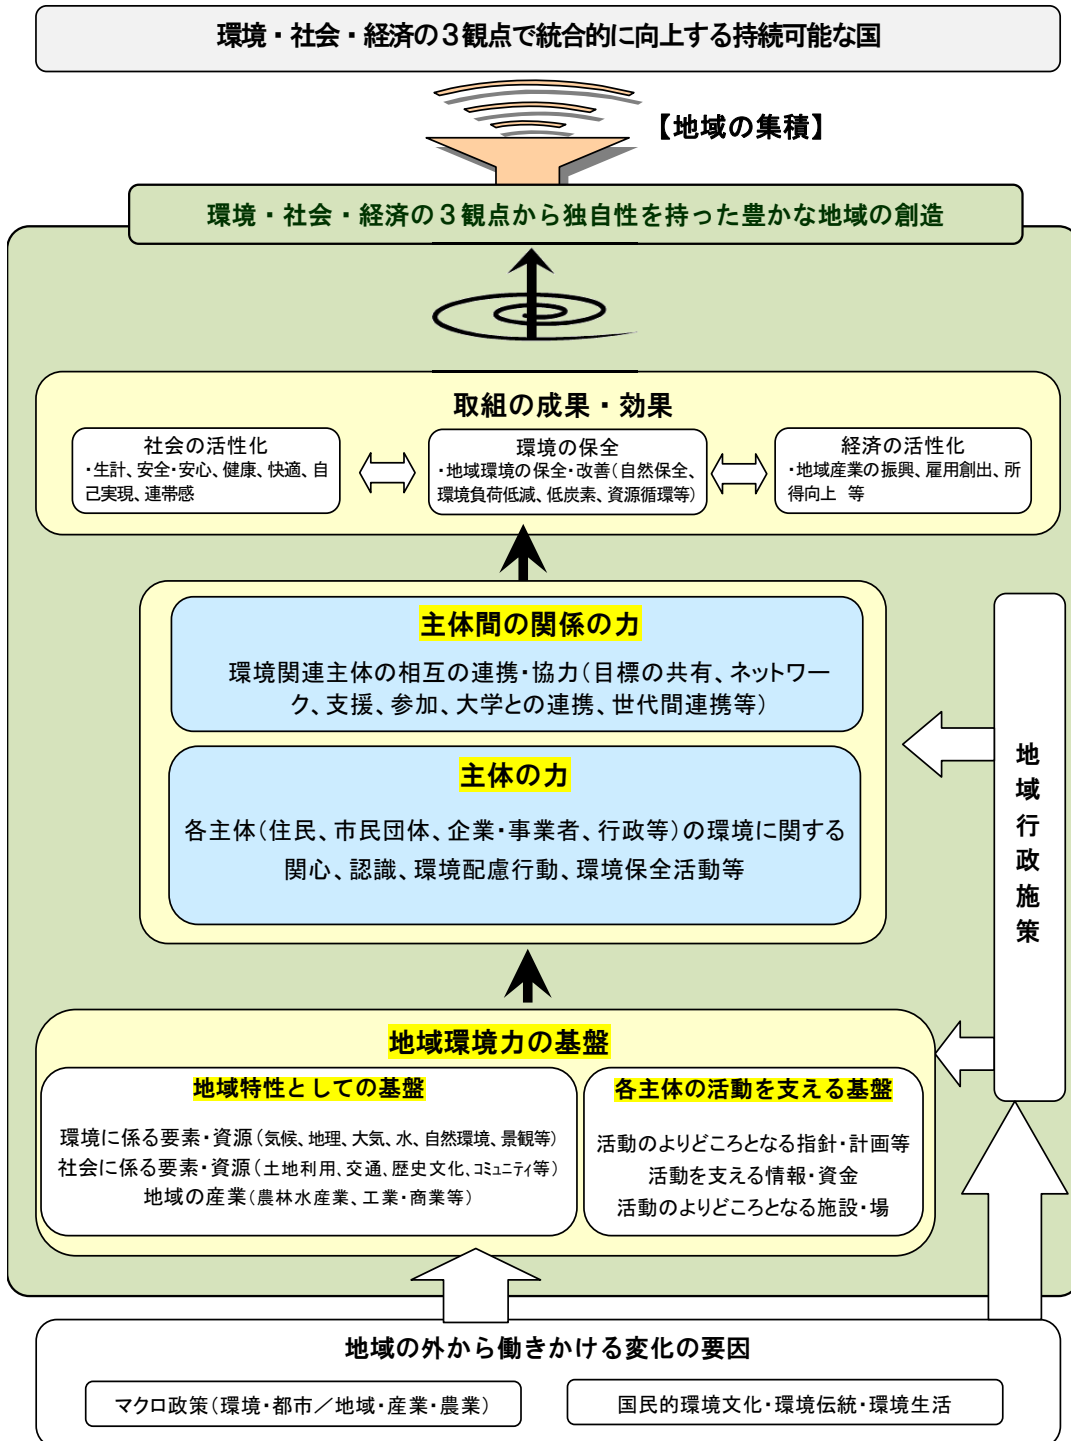 環境・社会・経済の３観点で統合的に向上する持続可能な国
【地域の集積】
環境・社会・経済の３観点から独自性を持った豊かな地域の創造
取組の成果・効果
社会の活性化
・生計、安全・安心、健康、快適、自
己実現、連帯感
環境の保全
・地域環境の保全・改善（自然保全、
環境負荷低減、低炭素、資源循環等）
経済の活性化
・地域産業の振興、雇用創出、所
得向上 等
主体間の関係の力
環境関連主体の相互の連携・協力（目標の共有、ネットワー
ク、支援、参加、大学との連携、世代間連携等）
主体の力
各主体（住民、市民団体、企業・事業者、行政等）の環境に関する
関心、認識、環境配慮行動、環境保全活動等
地域行政施策
地域環境力の基盤
地域特性としての基盤
環境に係る要素・資源（気候、地理、大気、水、自然環境、景観等）
社会に係る要素・資源（土地利用、交通、歴史文化、コミュニティ等）
地域の産業（農林水産業、工業・商業等）
各主体の活動を支える基盤
活動のよりどころとなる指針・計画等
活動を支える情報・資金
活動のよりどころとなる施設・場
地域の外から働きかける変化の要因
マクロ政策（環境・都市／地域・産業・農業）
国民的環境文化・環境伝統・環境生活